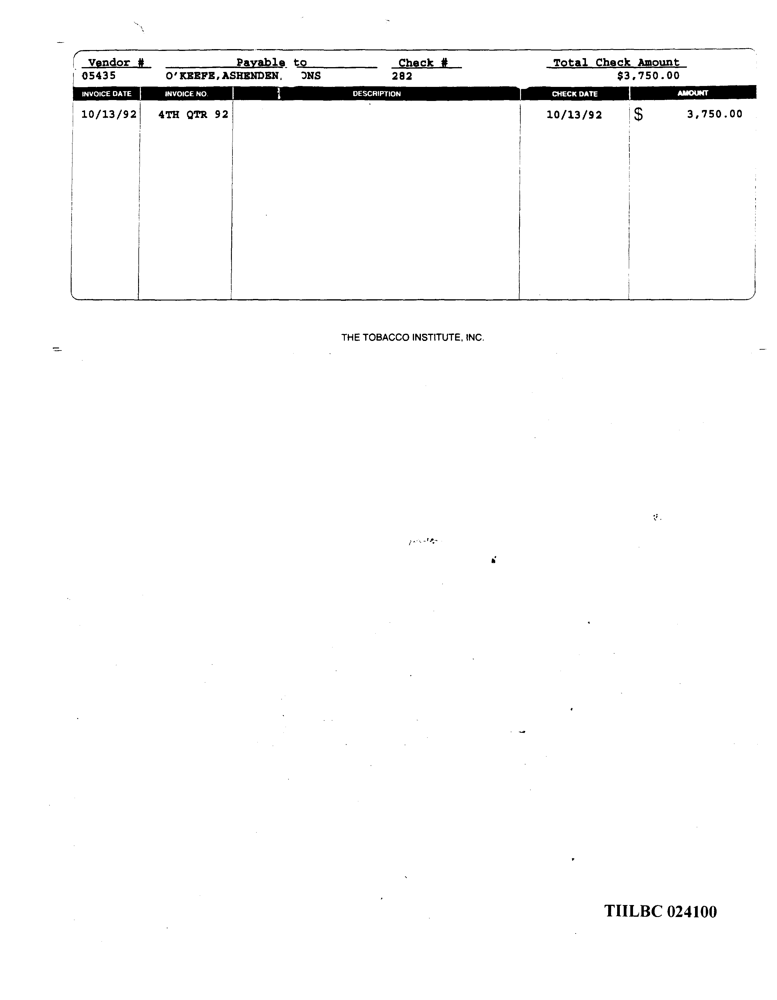 Vendor # Payable to Check # Total Check Amount
05435 O'KEEFE,ASHENDEN, ONS 282 $3,750.00
INVOICE DATE INVOICE NO. DESCRIPTION CHECK DATE AMOUNT
10/13/92 4TH QTR 92 10/13/92 $ 3,750.00
THE TOBACCO INSTITUTE, INC.
TIILBC 024100